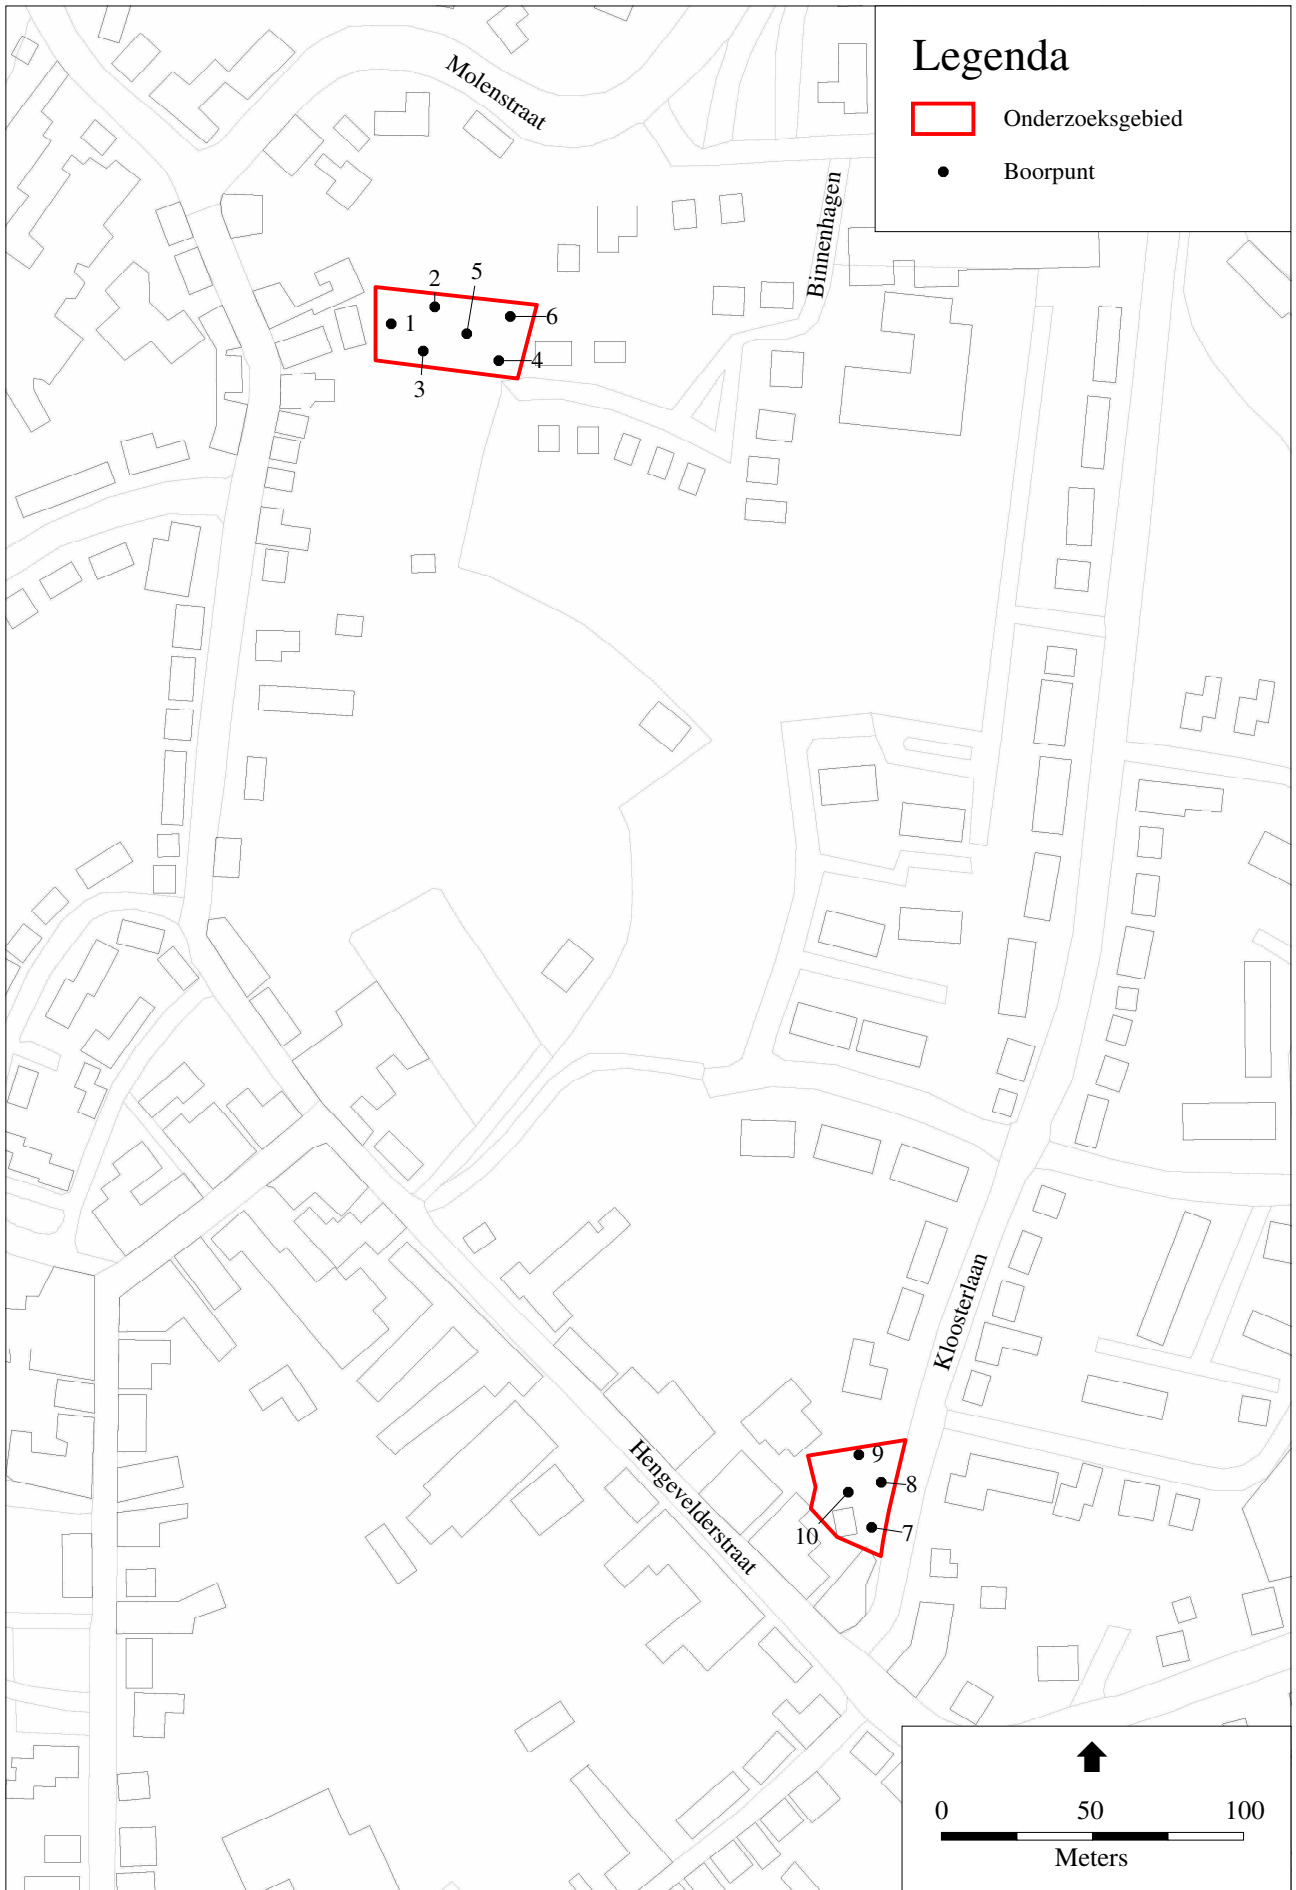 Legenda
Onderzoeksgebied
Boorpunt
Molenstraat
Binnenhagen
2
5
1
6
3
4
Kloosterlaan
Hengevelderstraat
9
8
10
7
0 50 100
Meters